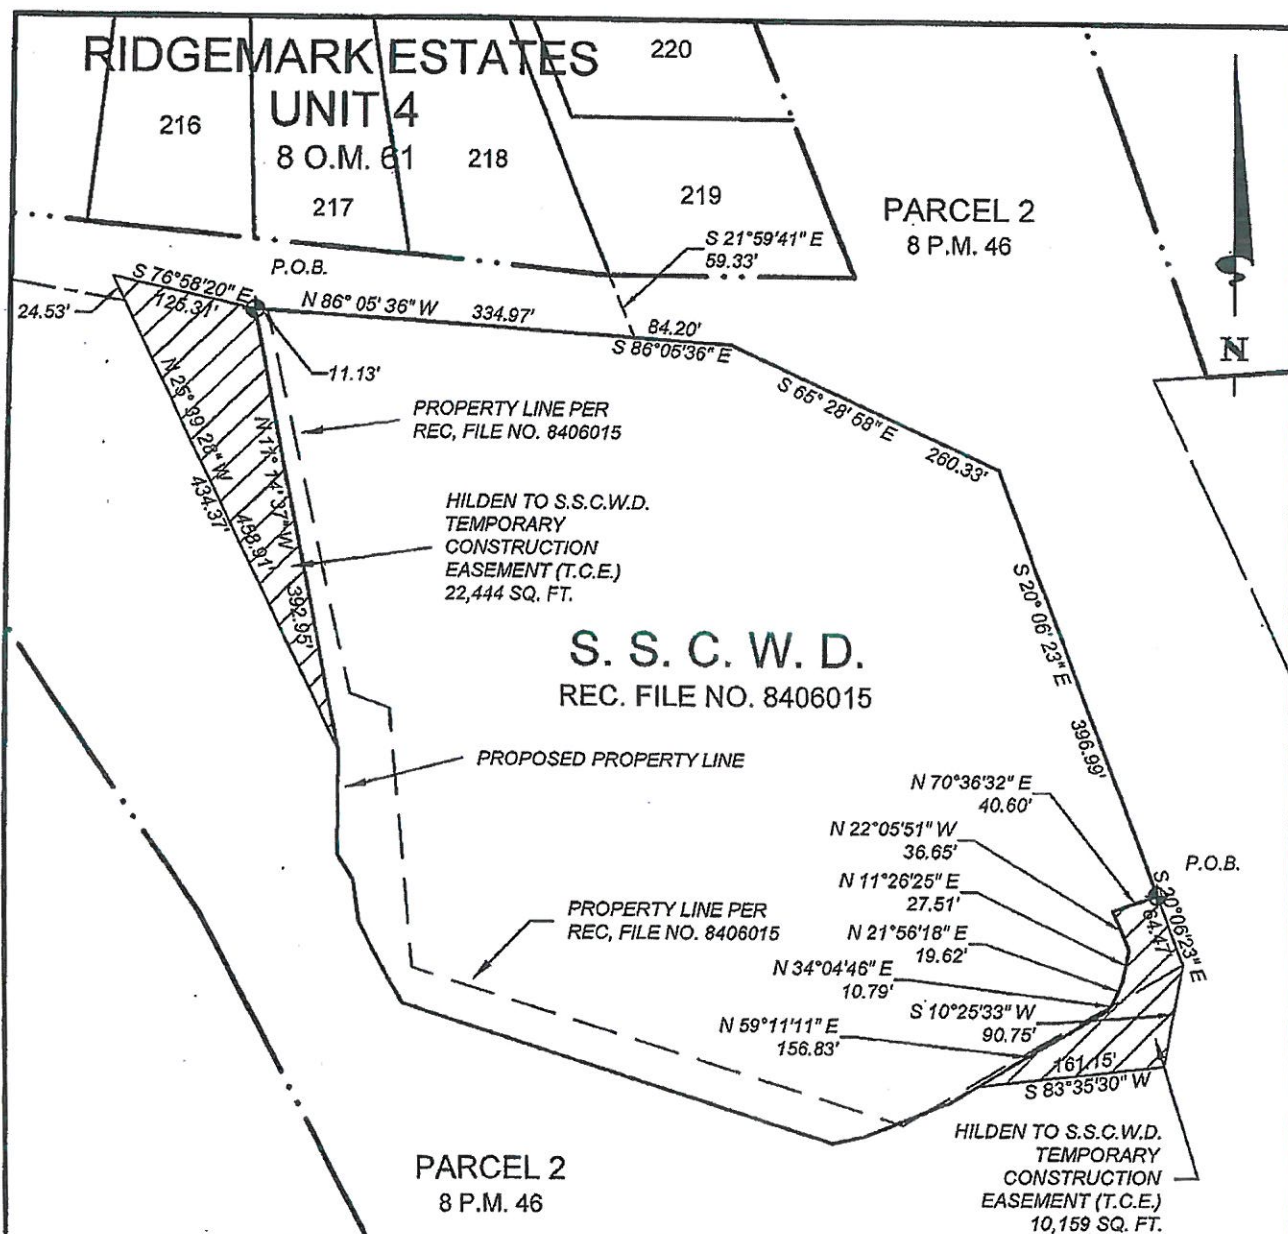 RIDGEMARK ESTATES
UNIT 4
8 O.M. 61
216
217
218
219
220
PARCEL 2
8 P.M. 46
S 21°59'41" E
59.33'
P.O.B.
S 76°58'20" E
125.31'
24.53'
N 86° 05' 36" W 334.97'
84.20'
S 86°05'36" E
11.13'
N
S 65° 28' 58" E
260.33'
PROPERTY LINE PER
REC, FILE NO. 8406015
N 25° 39' 28" W
434.37'
458.91'
N 11° 14' 37" W
392.95'
HILDEN TO S.S.C.W.D.
TEMPORARY
CONSTRUCTION
EASEMENT (T.C.E.)
22,444 SQ. FT.
S. S. C. W. D.
REC. FILE NO. 8406015
S 20° 06' 23" E
396.99'
PROPOSED PROPERTY LINE
N 70°36'32" E
40.60'
N 22°05'51" W
36.65'
P.O.B.
N 11°26'25" E
27.51'
S 20°06'23" E
64.47'
PROPERTY LINE PER
REC, FILE NO. 8406015
N 21°56'18" E
19.62'
N 34°04'46" E
10.79'
S 10°25'33" W
90.75'
N 59°11'11" E
156.83'
161.15'
S 83°35'30" W
HILDEN TO S.S.C.W.D.
TEMPORARY
CONSTRUCTION
EASEMENT (T.C.E.)
10,159 SQ. FT.
PARCEL 2
8 P.M. 46